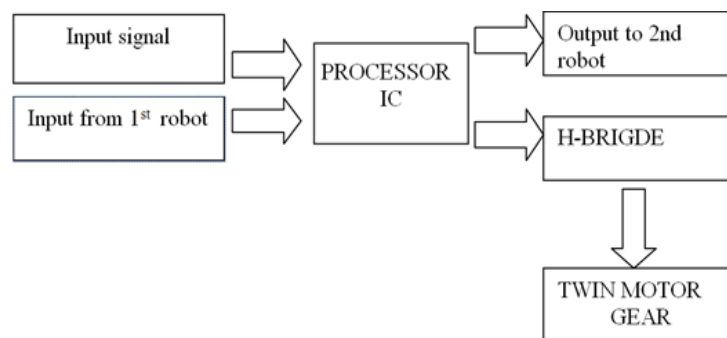 Input signal
Input from 1st robot
PROCESSOR
IC
Output to 2nd
robot
H-BRIGDE
TWIN MOTOR
GEAR